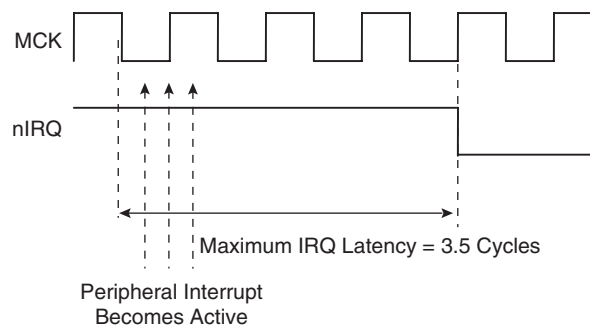 MCK
nIRQ
Maximum IRQ Latency = 3.5 Cycles
Peripheral Interrupt
Becomes Active